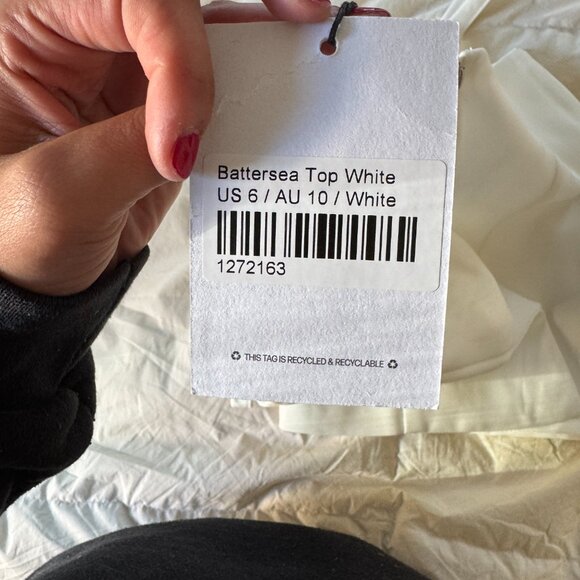 Battersea Top White
US 6 / AU 10 / White
1272163
THIS TAG IS RECYCLED & RECYCLABLE